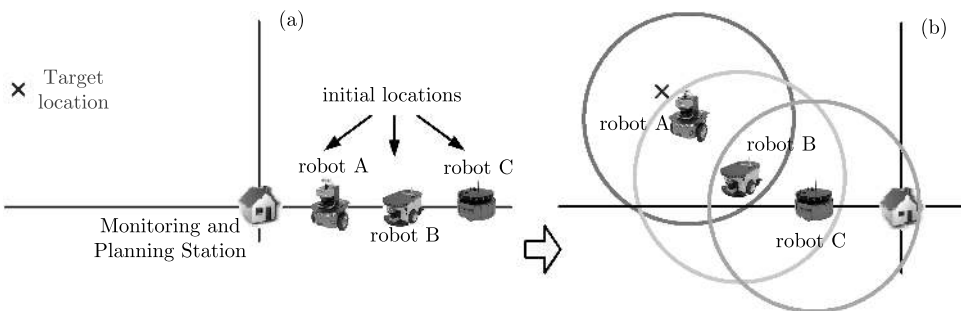 (a)
Target
location
initial locations
robot A
robot C
robot B
Monitoring and
Planning Station
(b)
robot A
robot B
robot C